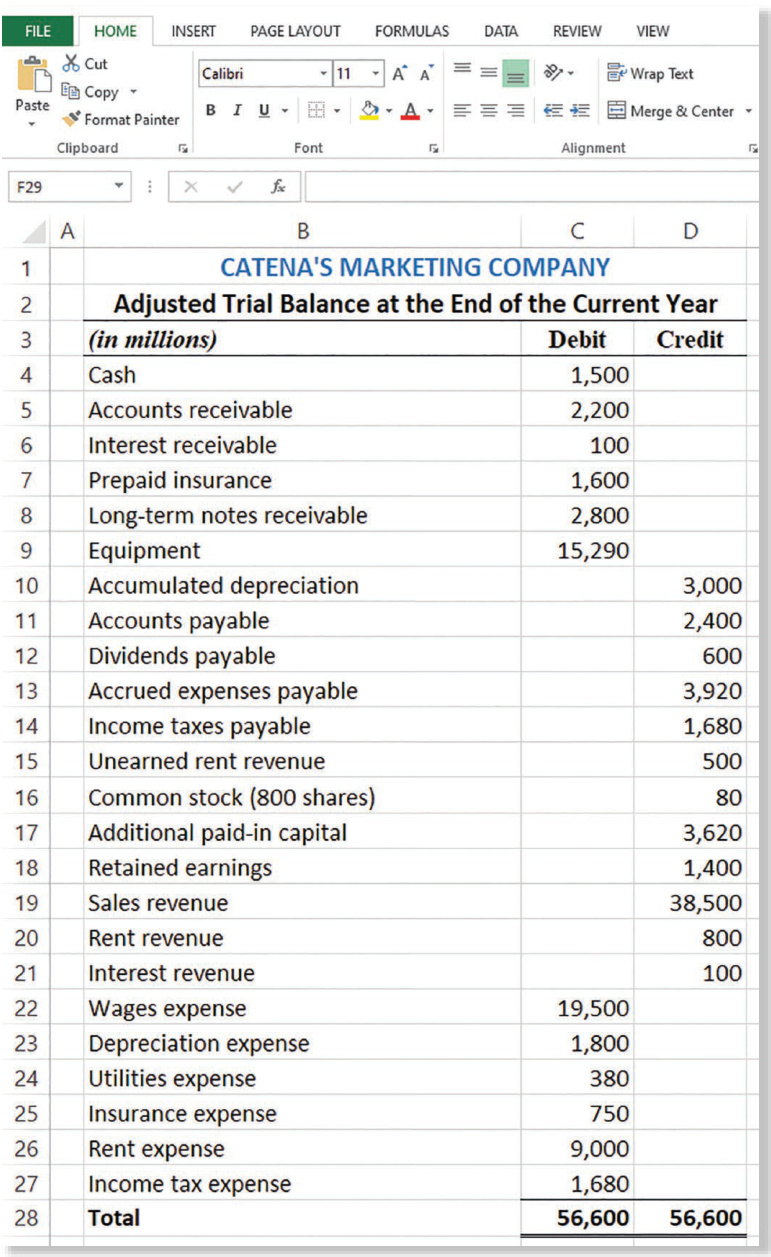 FILE HOME INSERT PAGE LAYOUT FORMULAS DATA REVIEW VIEW
Cut
Copy
Format Painter
Paste
Calibri 11 A A
B I U A
Wrap Text
Merge & Center
Clipboard Font Alignment
F29 fx
A B C D
1 CATENA'S MARKETING COMPANY
2 Adjusted Trial Balance at the End of the Current Year
3 (in millions) Debit Credit
4 Cash 1,500
5 Accounts receivable 2,200
6 Interest receivable 100
7 Prepaid insurance 1,600
8 Long-term notes receivable 2,800
9 Equipment 15,290
10 Accumulated depreciation 3,000
11 Accounts payable 2,400
12 Dividends payable 600
13 Accrued expenses payable 3,920
14 Income taxes payable 1,680
15 Unearned rent revenue 500
16 Common stock (800 shares) 80
17 Additional paid-in capital 3,620
18 Retained earnings 1,400
19 Sales revenue 38,500
20 Rent revenue 800
21 Interest revenue 100
22 Wages expense 19,500
23 Depreciation expense 1,800
24 Utilities expense 380
25 Insurance expense 750
26 Rent expense 9,000
27 Income tax expense 1,680
28 Total 56,600 56,600